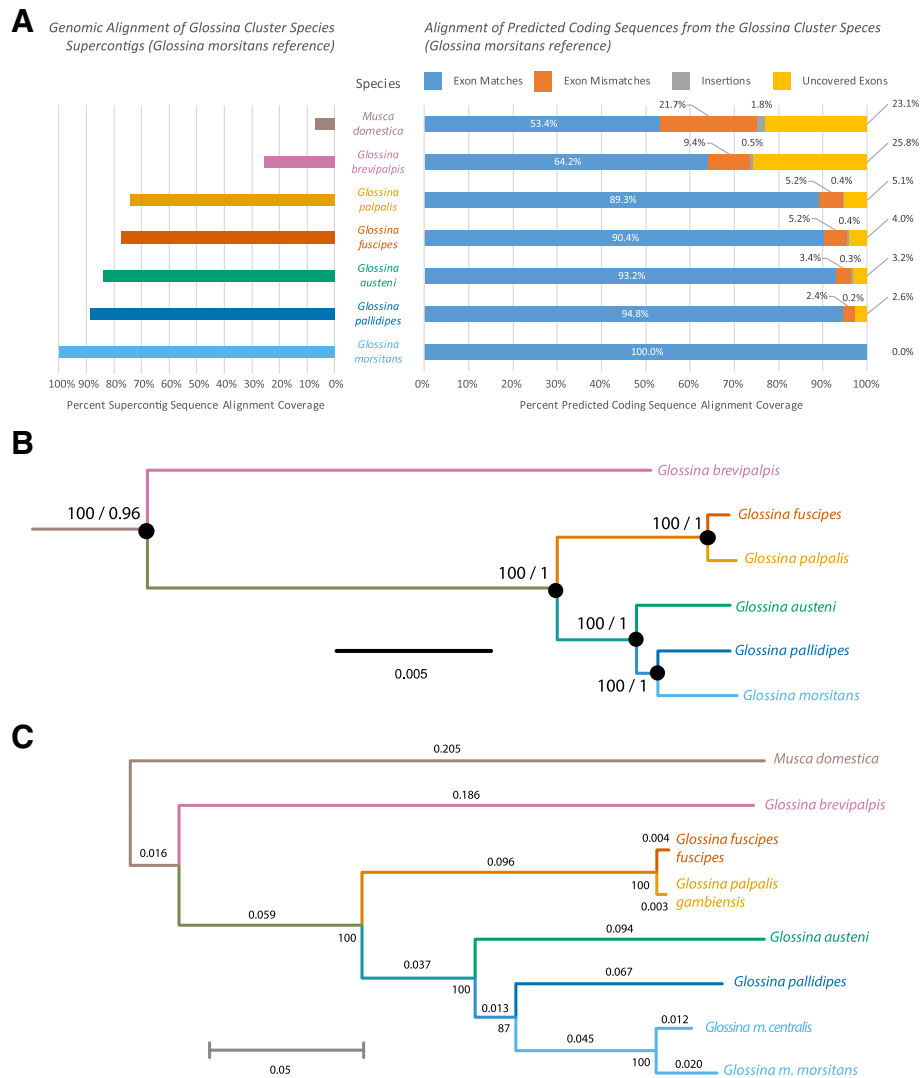 A
Genomic Alignment of Glossina Cluster Species
Supercontigs (Glossina morsitans reference)
Alignment of Predicted Coding Sequences from the Glossina Cluster Speces
(Glossina morsitans reference)
Species
Exon Matches
Exon Mismatches
Insertions
Uncovered Exons
Musca
domestica
53.4%
21.7%
1.8%
23.1%
Glossina
brevipalpis
64.2%
9.4%
0.5%
25.8%
Glossina
palpalis
89.3%
5.2%
0.4%
5.1%
Glossina
fuscipes
90.4%
5.2%
0.4%
4.0%
Glossina
austeni
93.2%
3.4%
0.3%
3.2%
Glossina
pallidipes
94.8%
2.4%
0.2%
2.6%
Glossina
morsitans
100.0%
0.0%
100% 90% 80% 70% 60% 50% 40% 30% 20% 10% 0%
0% 10% 20% 30% 40% 50% 60% 70% 80% 90% 100%
Percent Supercontig Sequence Alignment Coverage
Percent Predicted Coding Sequence Alignment Coverage
B
Glossina brevipalpis
100 / 0.96
Glossina fuscipes
100 / 1
Glossina palpalis
100 / 1
Glossina austeni
100 / 1
Glossina pallidipes
100 / 1
Glossina morsitans
0.005
C
0.205
Musca domestica
0.186
Glossina brevipalpis
0.016
0.004
Glossina fuscipes
fuscipes
0.096
100
Glossina palpalis
gambiensis
0.003
0.059
100
0.094
Glossina austeni
0.037
100
0.067
Glossina pallidipes
0.013
87
0.012
Glossina m. centralis
0.045
100
0.020
Glossina m. morsitans
0.05